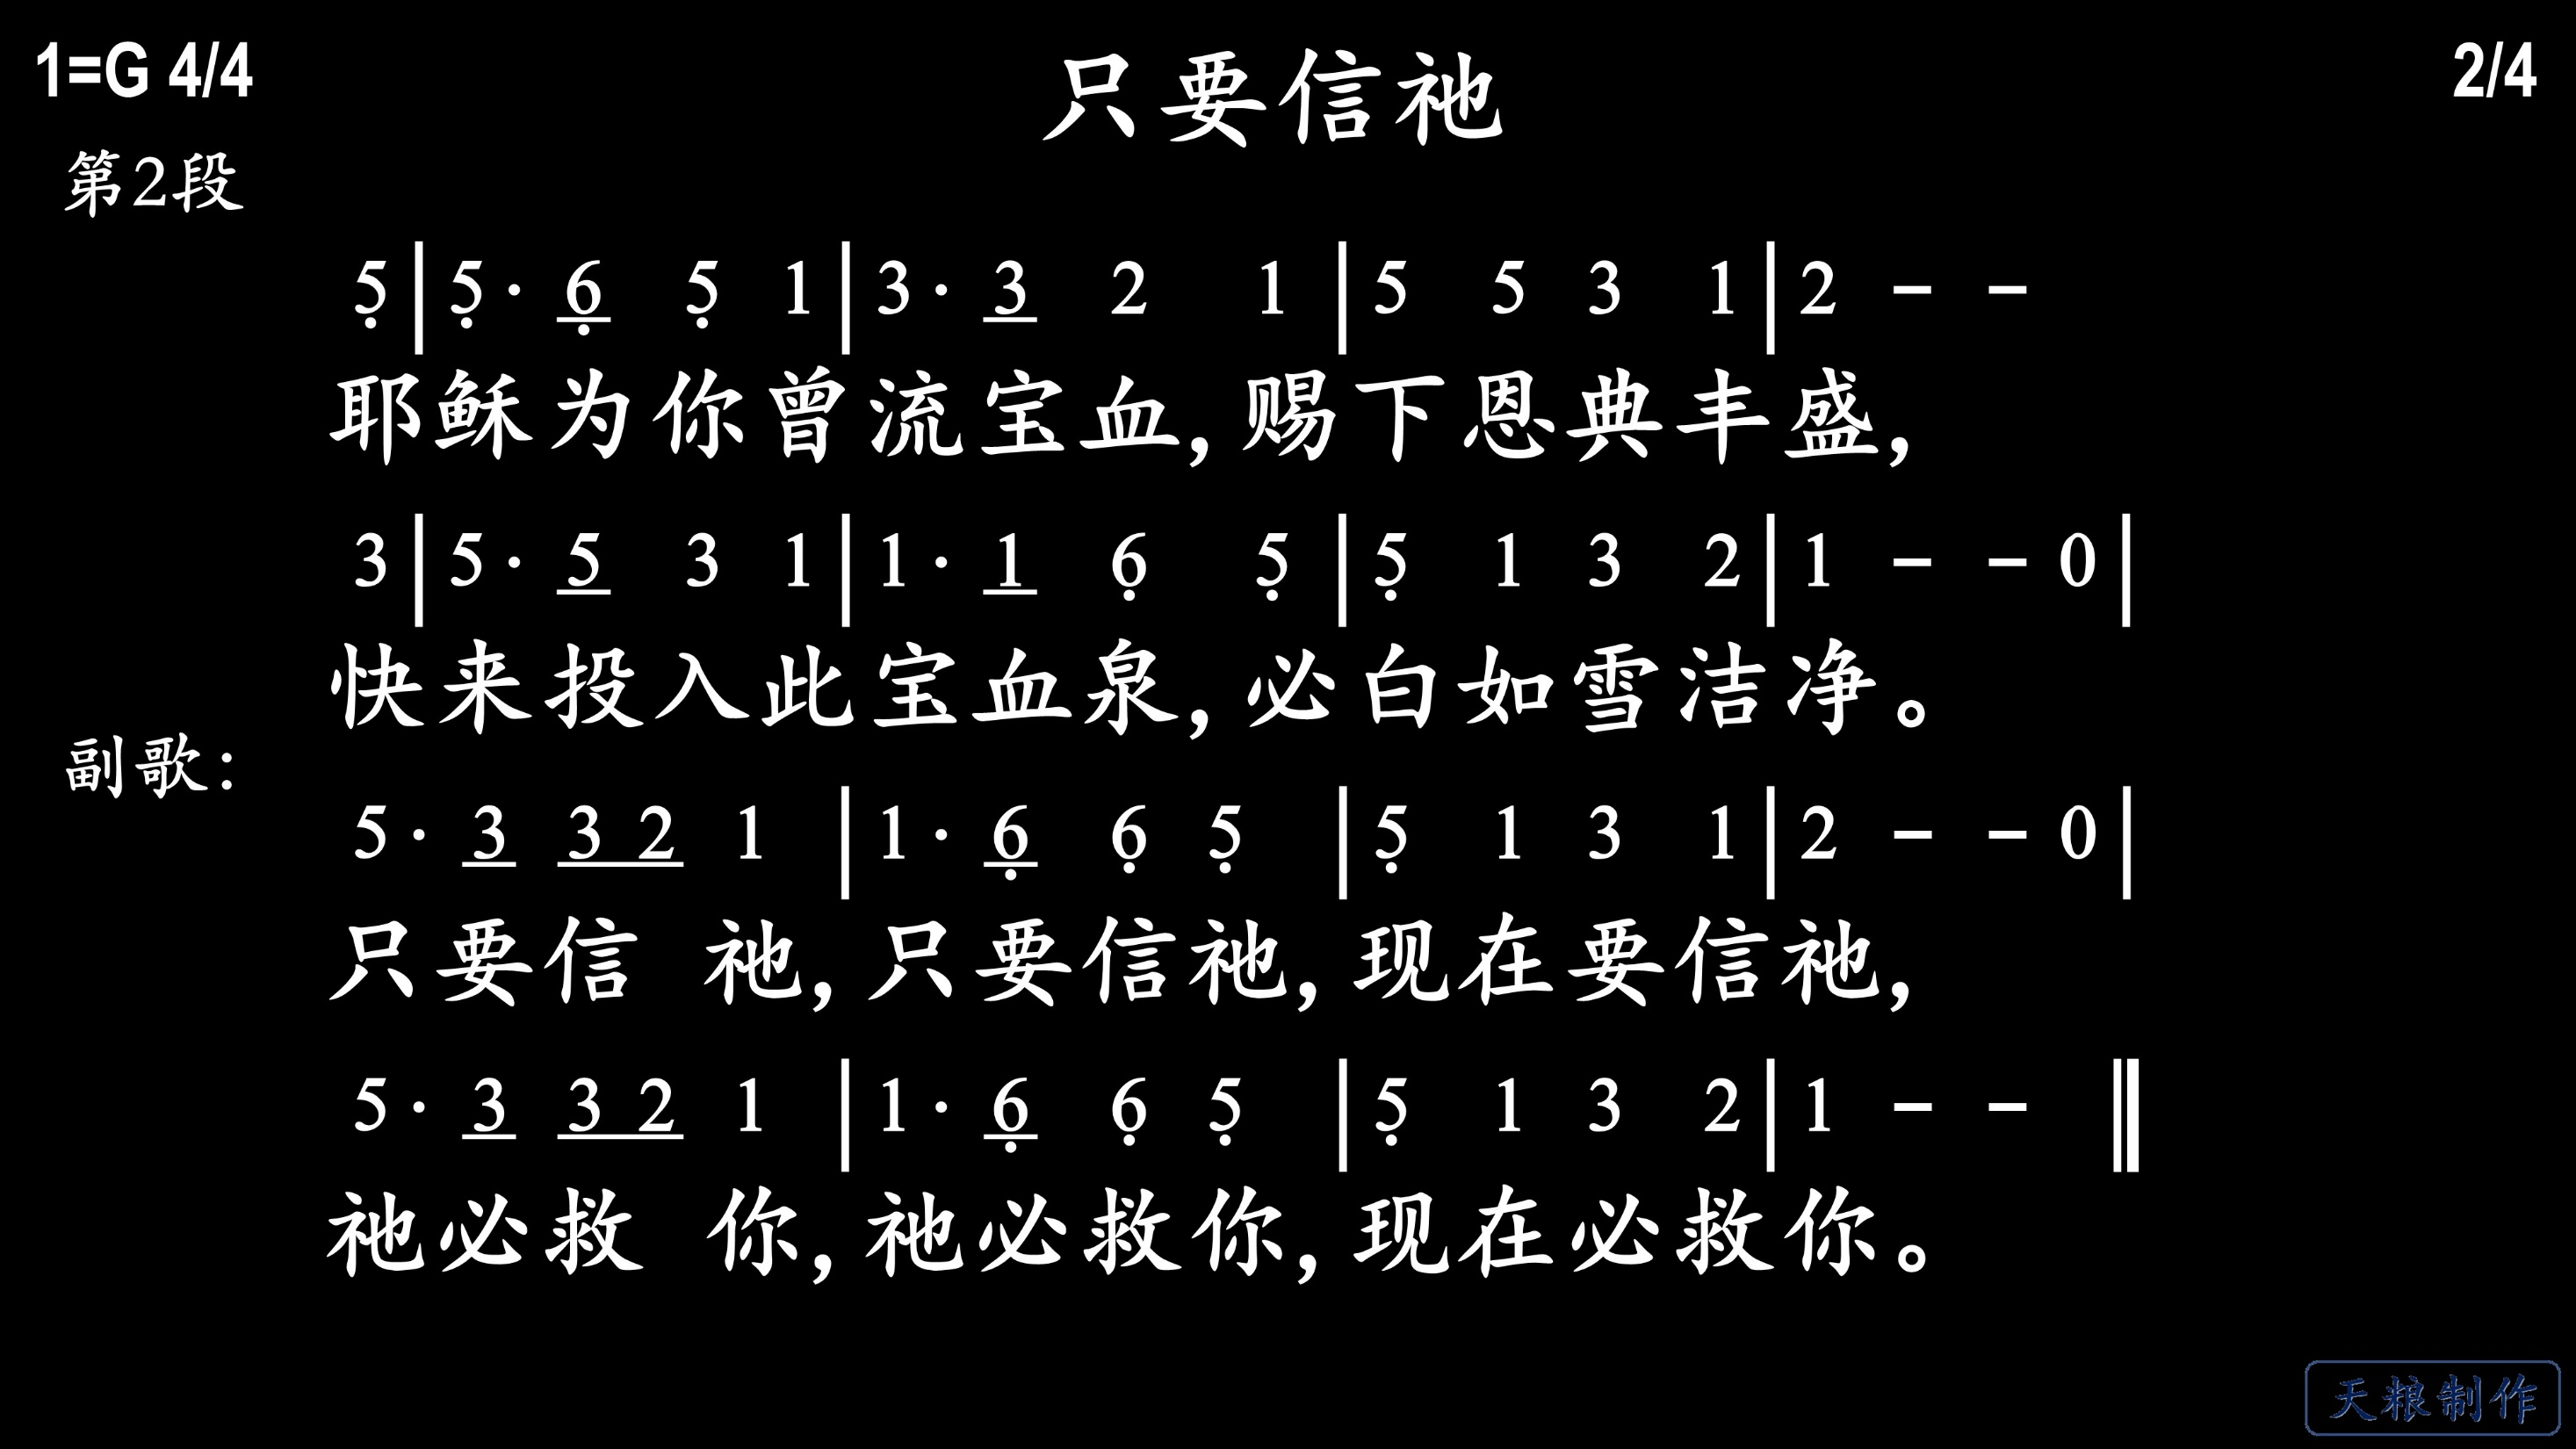 1=G 4/4
只要信祂
2/4
第2段
5̣ | 5̣· 6̣ 5̣ 1 | 3· 3 2 1 | 5 5 3 1 | 2 – –
耶稣为你曾流宝血,赐下恩典丰盛,
3 | 5· 5 3 1 | 1· 1 6̣ 5̣ | 5̣ 1 3 2 | 1 – – 0 |
快来投入此宝血泉,必白如雪洁净。
副歌:
5· 3 3 2 1 | 1· 6̣ 6̣ 5̣ | 5̣ 1 3 1 | 2 – – 0 |
只要信 祂,只要信祂,现在要信祂,
5· 3 3 2 1 | 1· 6̣ 6̣ 5̣ | 5̣ 1 3 2 | 1 – – ‖
祂必救 你,祂必救你,现在必救你。
天粮制作